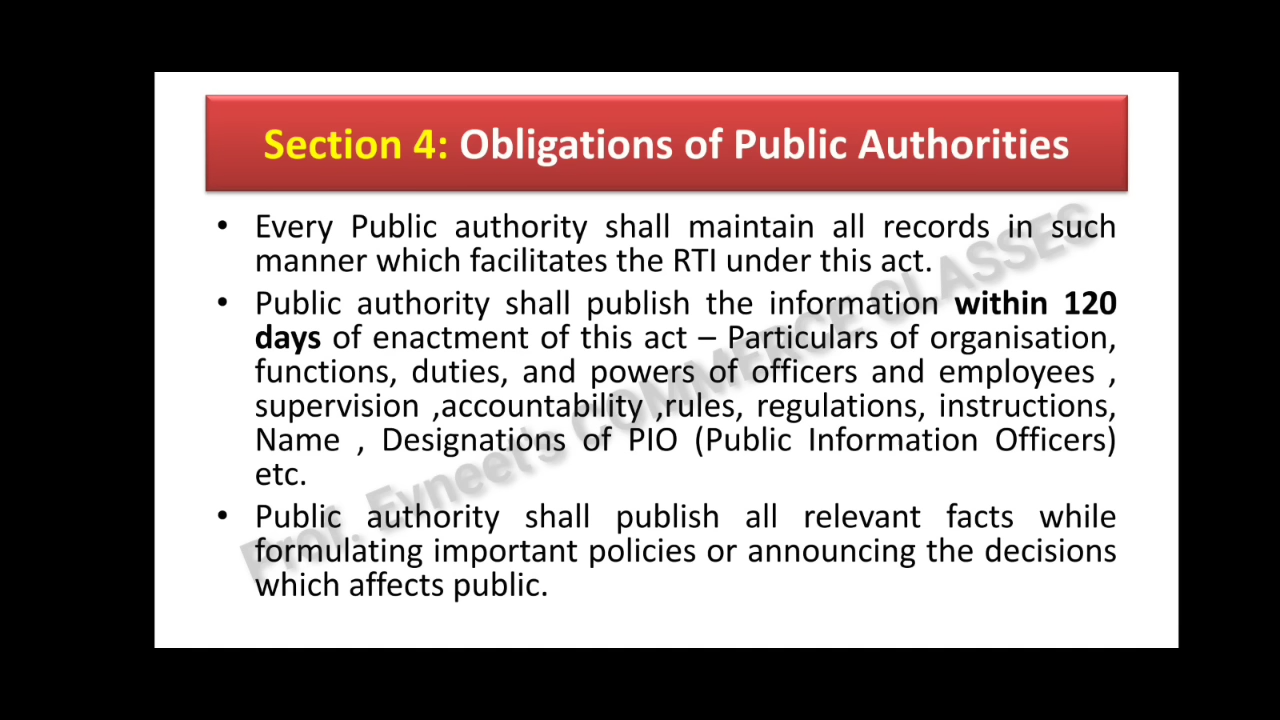 Section 4: Obligations of Public Authorities
• Every Public authority shall maintain all records in such
manner which facilitates the RTI under this act.
• Public authority shall publish the information within 120
days of enactment of this act – Particulars of organisation,
functions, duties, and powers of officers and employees ,
supervision ,accountability ,rules, regulations, instructions,
Name , Designations of PIO (Public Information Officers)
etc.
• Public authority shall publish all relevant facts while
formulating important policies or announcing the decisions
which affects public.
Prof. Evneet's COMMERCE CLASSES